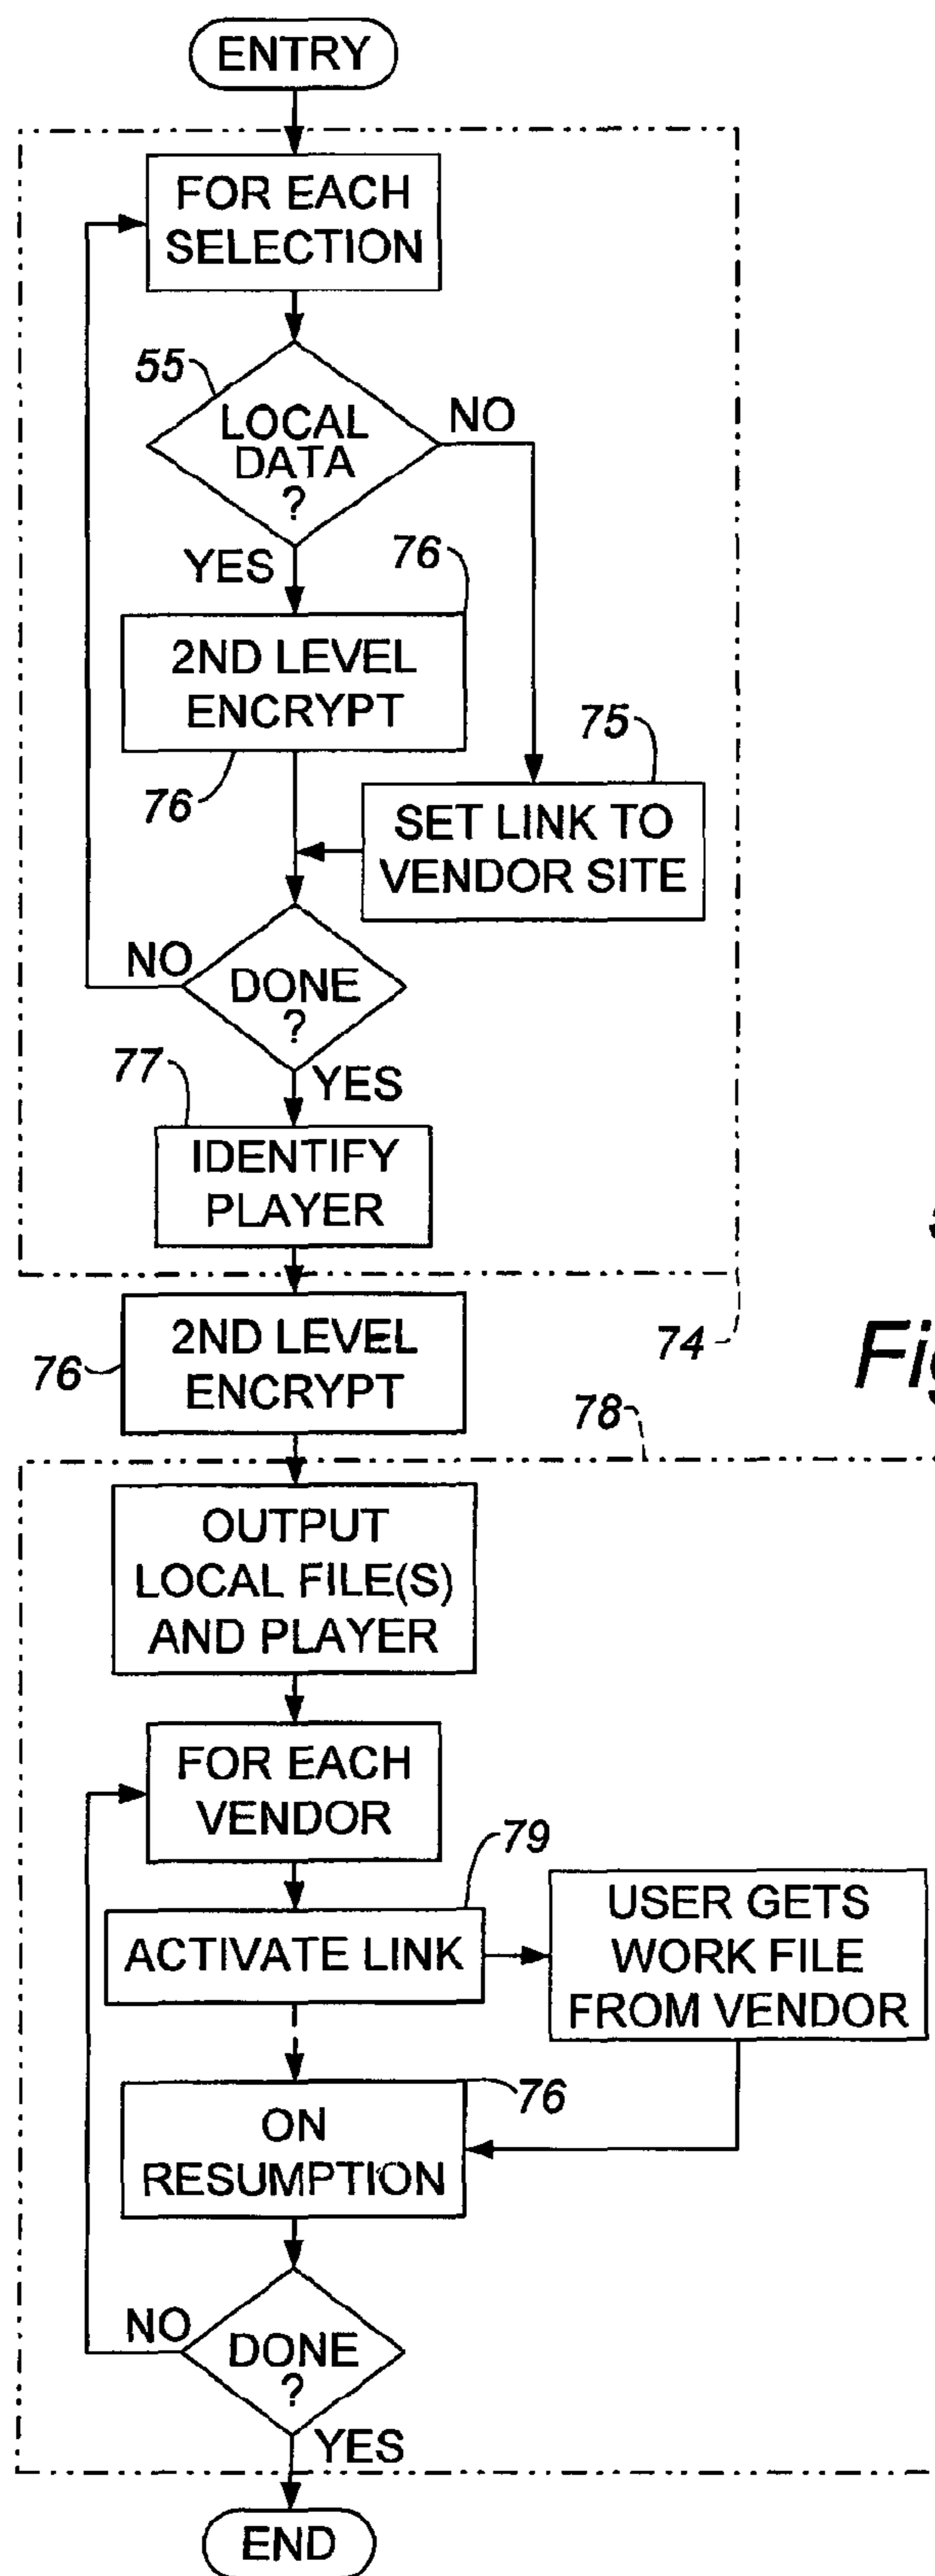 ENTRY
FOR EACH
SELECTION
55
LOCAL
DATA
?
NO
YES
76
2ND LEVEL
ENCRYPT
76
75
SET LINK TO
VENDOR SITE
NO
DONE
?
77
YES
IDENTIFY
PLAYER
74
76
2ND LEVEL
ENCRYPT
78
OUTPUT
LOCAL FILE(S)
AND PLAYER
FOR EACH
VENDOR
79
ACTIVATE LINK
USER GETS
WORK FILE
FROM VENDOR
76
ON
RESUMPTION
NO
DONE
?
YES
END